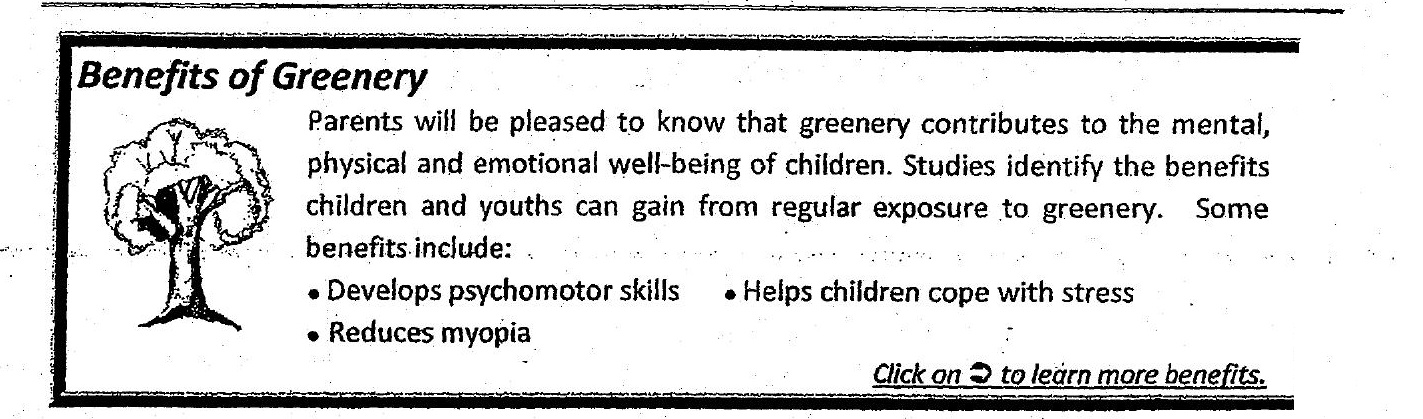 Benefits of Greenery
Parents will be pleased to know that greenery contributes to the mental,
physical and emotional well-being of children. Studies identify the benefits
children and youths can gain from regular exposure to greenery. Some
benefits include:
• Develops psychomotor skills • Helps children cope with stress
• Reduces myopia
Click on ➲ to learn more benefits.